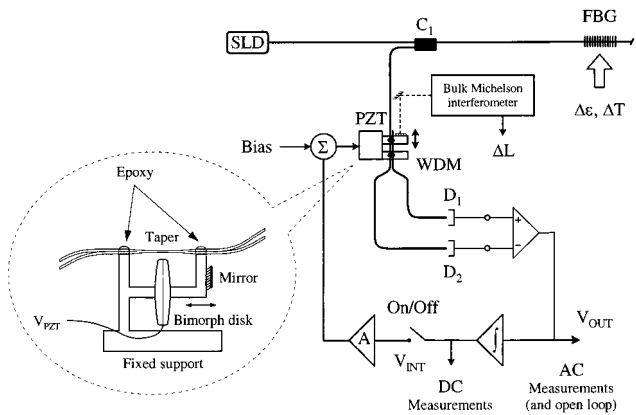 SLD
C1
FBG
Δε, ΔT
Bulk Michelson
interferometer
ΔL
PZT
WDM
Bias
Σ
D1
D2
+
−
Epoxy
Taper
Mirror
Bimorph disk
VPZT
Fixed support
On/Off
A
VINT
∫
VOUT
DC
Measurements
AC
Measurements
(and open loop)